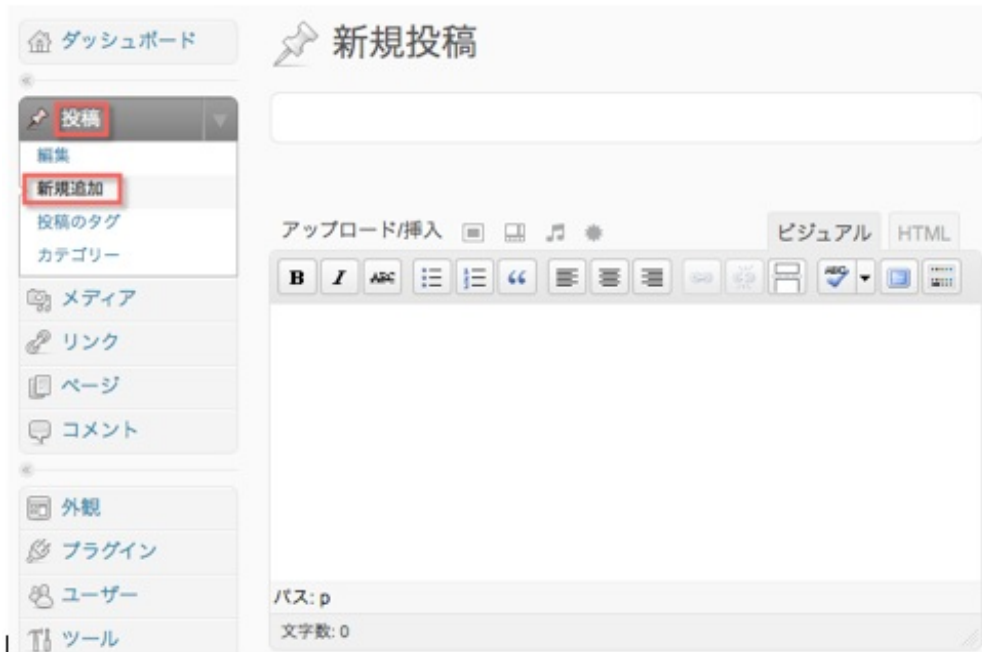 ダッシュボード
新規投稿
投稿
編集
新規追加
投稿のタグ
カテゴリー
メディア
リンク
ページ
コメント
外観
プラグイン
ユーザー
ツール
アップロード/挿入
ビジュアル HTML
B I ABC ABC
パス: p
文字数: 0